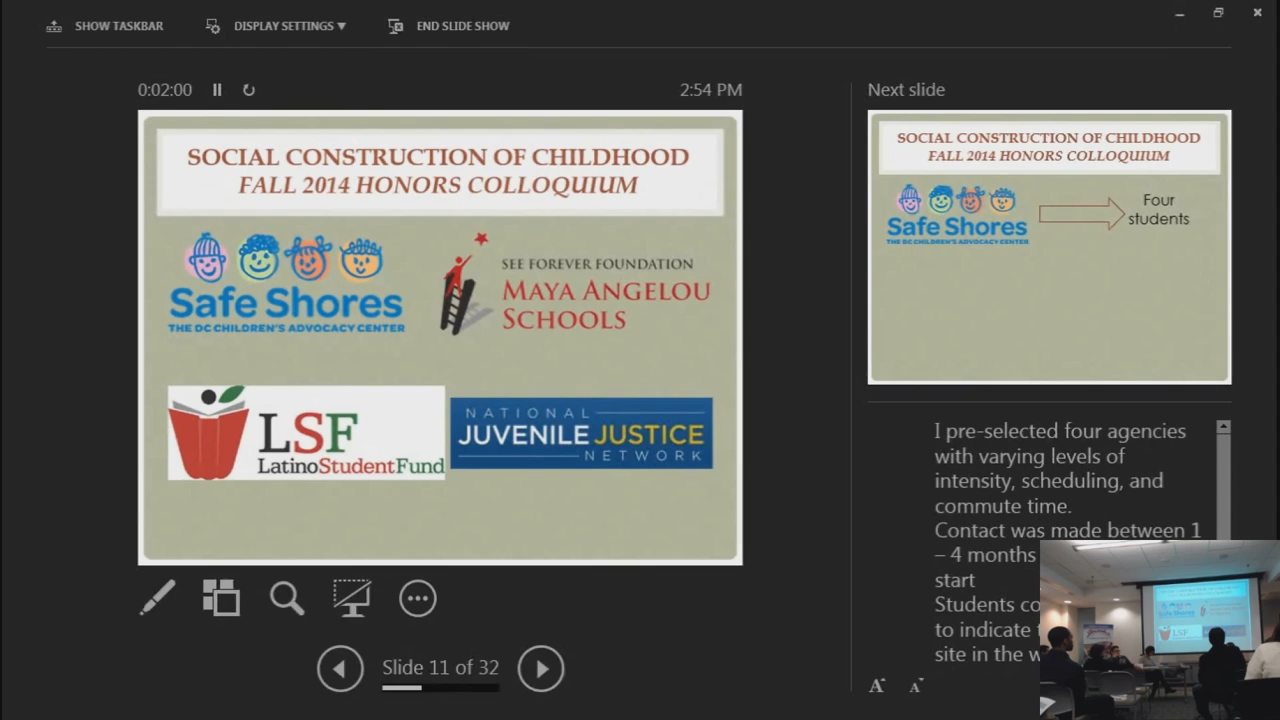 SHOW TASKBAR
DISPLAY SETTINGS ▼
END SLIDE SHOW
0:02:00
2:54 PM
SOCIAL CONSTRUCTION OF CHILDHOOD
FALL 2014 HONORS COLLOQUIUM
Safe Shores
THE DC CHILDREN'S ADVOCACY CENTER
SEE FOREVER FOUNDATION
MAYA ANGELOU
SCHOOLS
LSF
LatinoStudentFund
NATIONAL
JUVENILE JUSTICE
NETWORK
Slide 11 of 32
Next slide
SOCIAL CONSTRUCTION OF CHILDHOOD
FALL 2014 HONORS COLLOQUIUM
Safe Shores
THE DC CHILDREN'S ADVOCACY CENTER
Four
students
I pre-selected four agencies
with varying levels of
intensity, scheduling, and
commute time.
Contact was made between 1
– 4 months
start
Students co
to indicate
site in the w
A A
Safe Shores
LSF